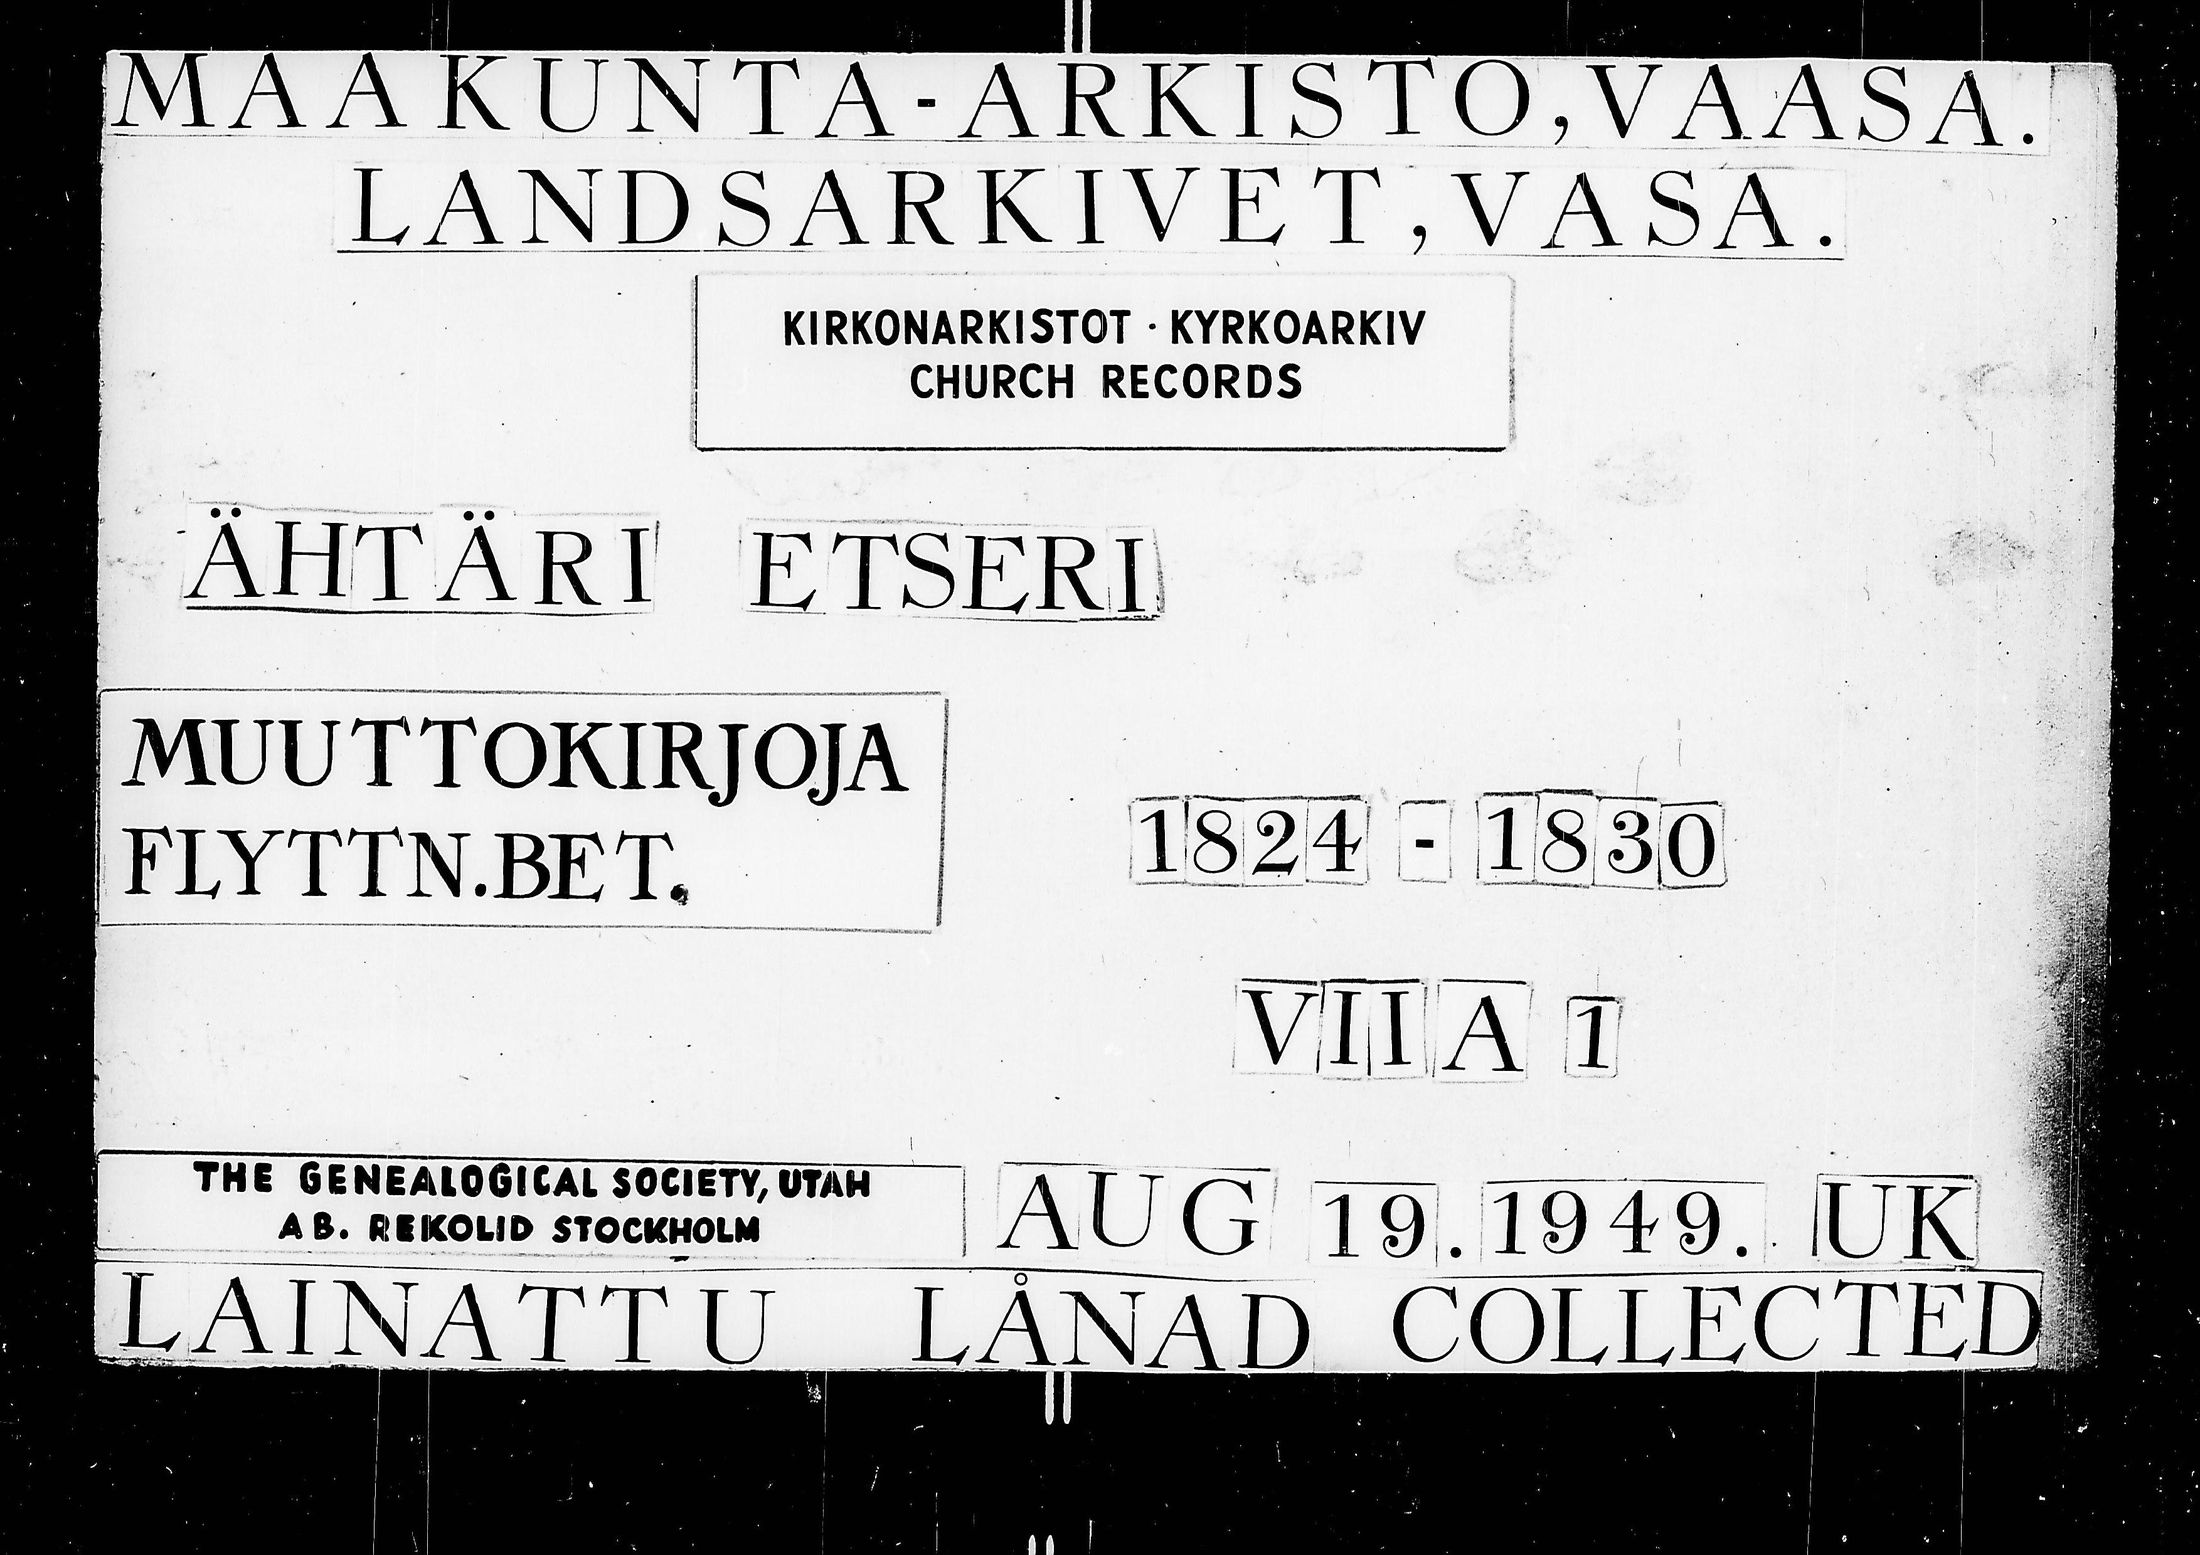 MAAKUNTA-ARKISTO, VAASA.
LANDSARKIVET, VASA.
KIRKONARKISTOT · KYRKOARKIV
CHURCH RECORDS
ÄHTÄRI ETSERI
MUUTTOKIRJOJA
FLYTTN.BET.
1824 - 1830
VII A 1
THE GENEALOGICAL SOCIETY, UTAH
AB. REKOLID STOCKHOLM
AUG 19. 1949. UK
LAINATTU LÅNAD COLLECTED